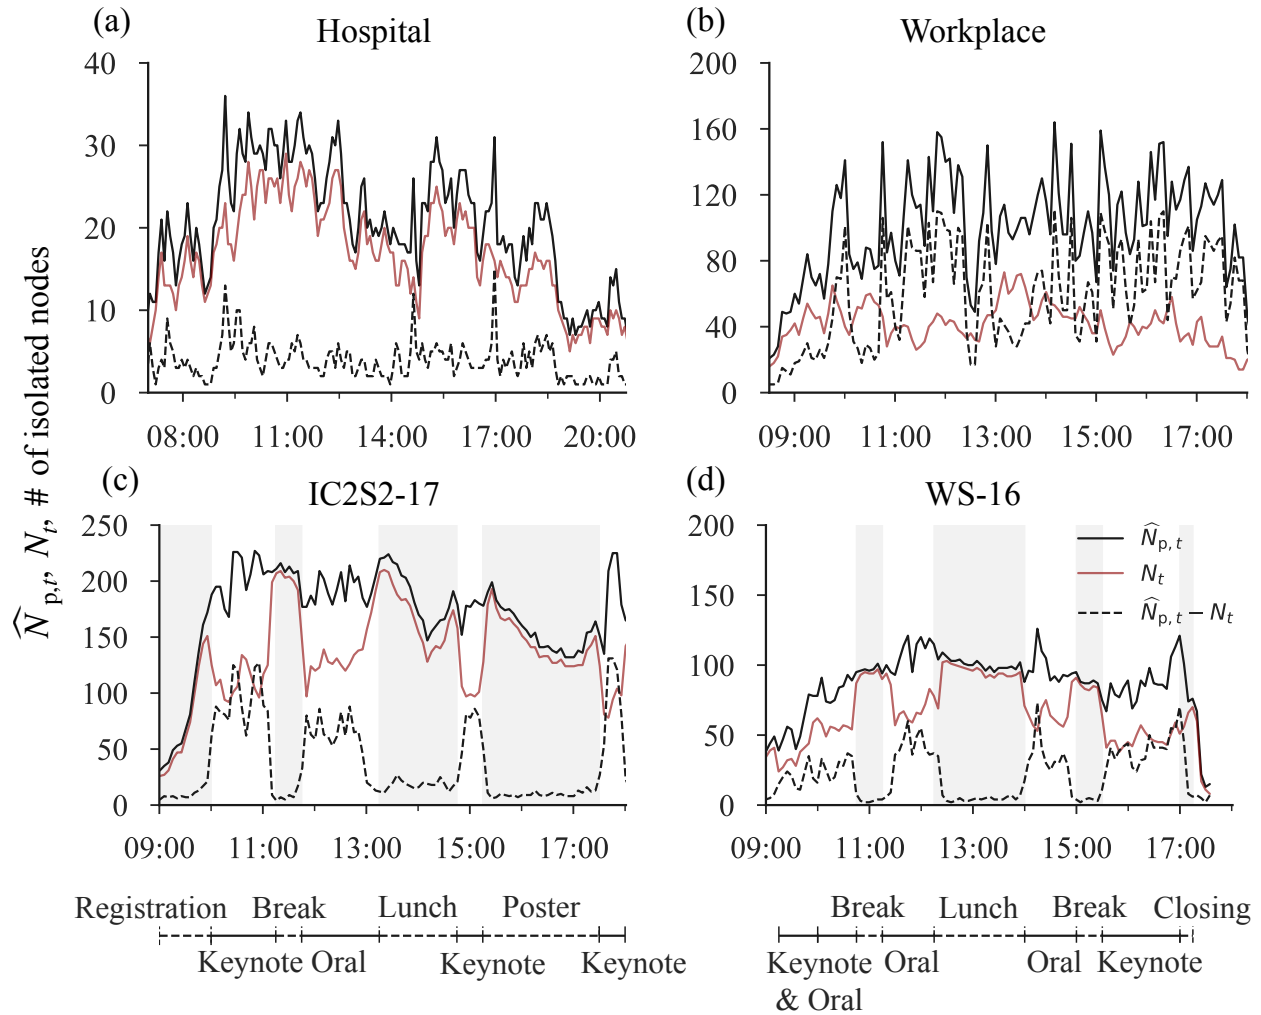 (a)
Hospital
40
30
20
10
0
08:00 11:00 14:00 17:00 20:00
(b)
Workplace
200
160
120
80
40
0
09:00 11:00 13:00 15:00 17:00
N̂p,t, Nt, # of isolated nodes
(c)
IC2S2-17
250
200
150
100
50
0
09:00 11:00 13:00 15:00 17:00
Registration Break Lunch Poster
Keynote Oral Keynote Keynote
(d)
WS-16
200
150
100
50
0
N̂p,t
Nt
N̂p,t − Nt
09:00 11:00 13:00 15:00 17:00
Break Lunch Break Closing
Keynote Oral Oral Keynote
& Oral